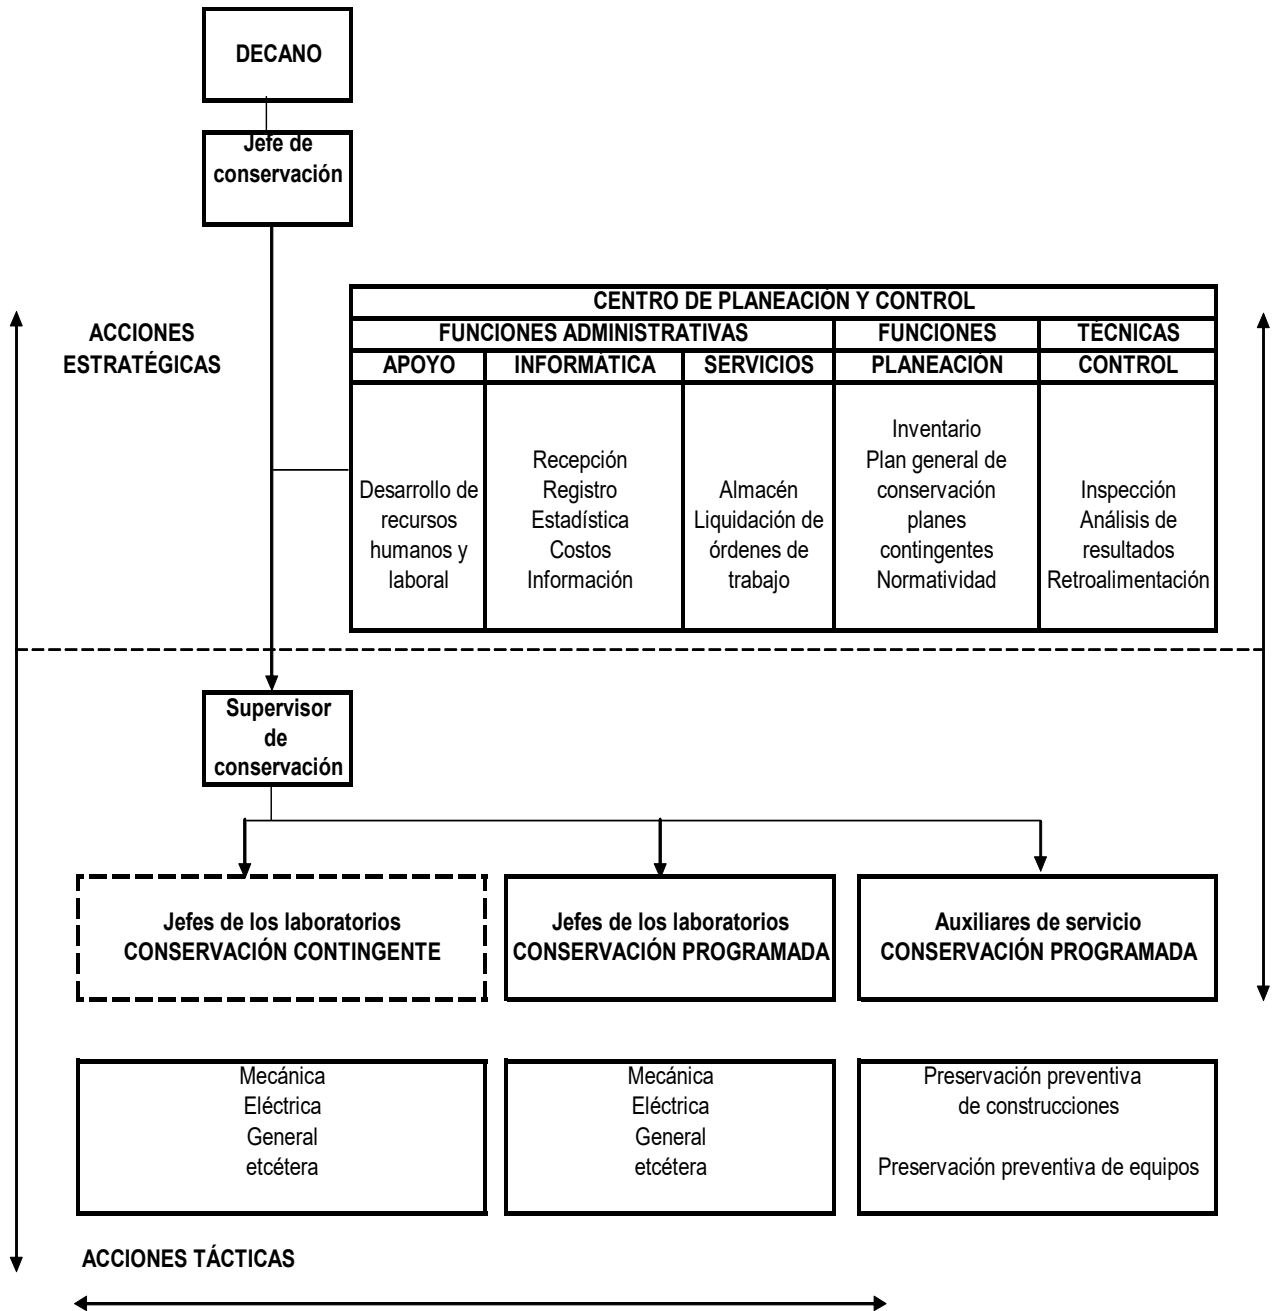 DECANO
Jefe de
conservación
ACCIONES
ESTRATÉGICAS
CENTRO DE PLANEACIÓN Y CONTROL
FUNCIONES ADMINISTRATIVAS
FUNCIONES
TÉCNICAS
APOYO
INFORMÁTICA
SERVICIOS
PLANEACIÓN
CONTROL
Desarrollo de
recursos
humanos y
laboral
Recepción
Registro
Estadística
Costos
Información
Almacén
Liquidación de
órdenes de
trabajo
Inventario
Plan general de
conservación
planes
contingentes
Normatividad
Inspección
Análisis de
resultados
Retroalimentación
Supervisor
de
conservación
Jefes de los laboratorios
CONSERVACIÓN CONTINGENTE
Jefes de los laboratorios
CONSERVACIÓN PROGRAMADA
Auxiliares de servicio
CONSERVACIÓN PROGRAMADA
Mecánica
Eléctrica
General
etcétera
Mecánica
Eléctrica
General
etcétera
Preservación preventiva
de construcciones
Preservación preventiva de equipos
ACCIONES TÁCTICAS